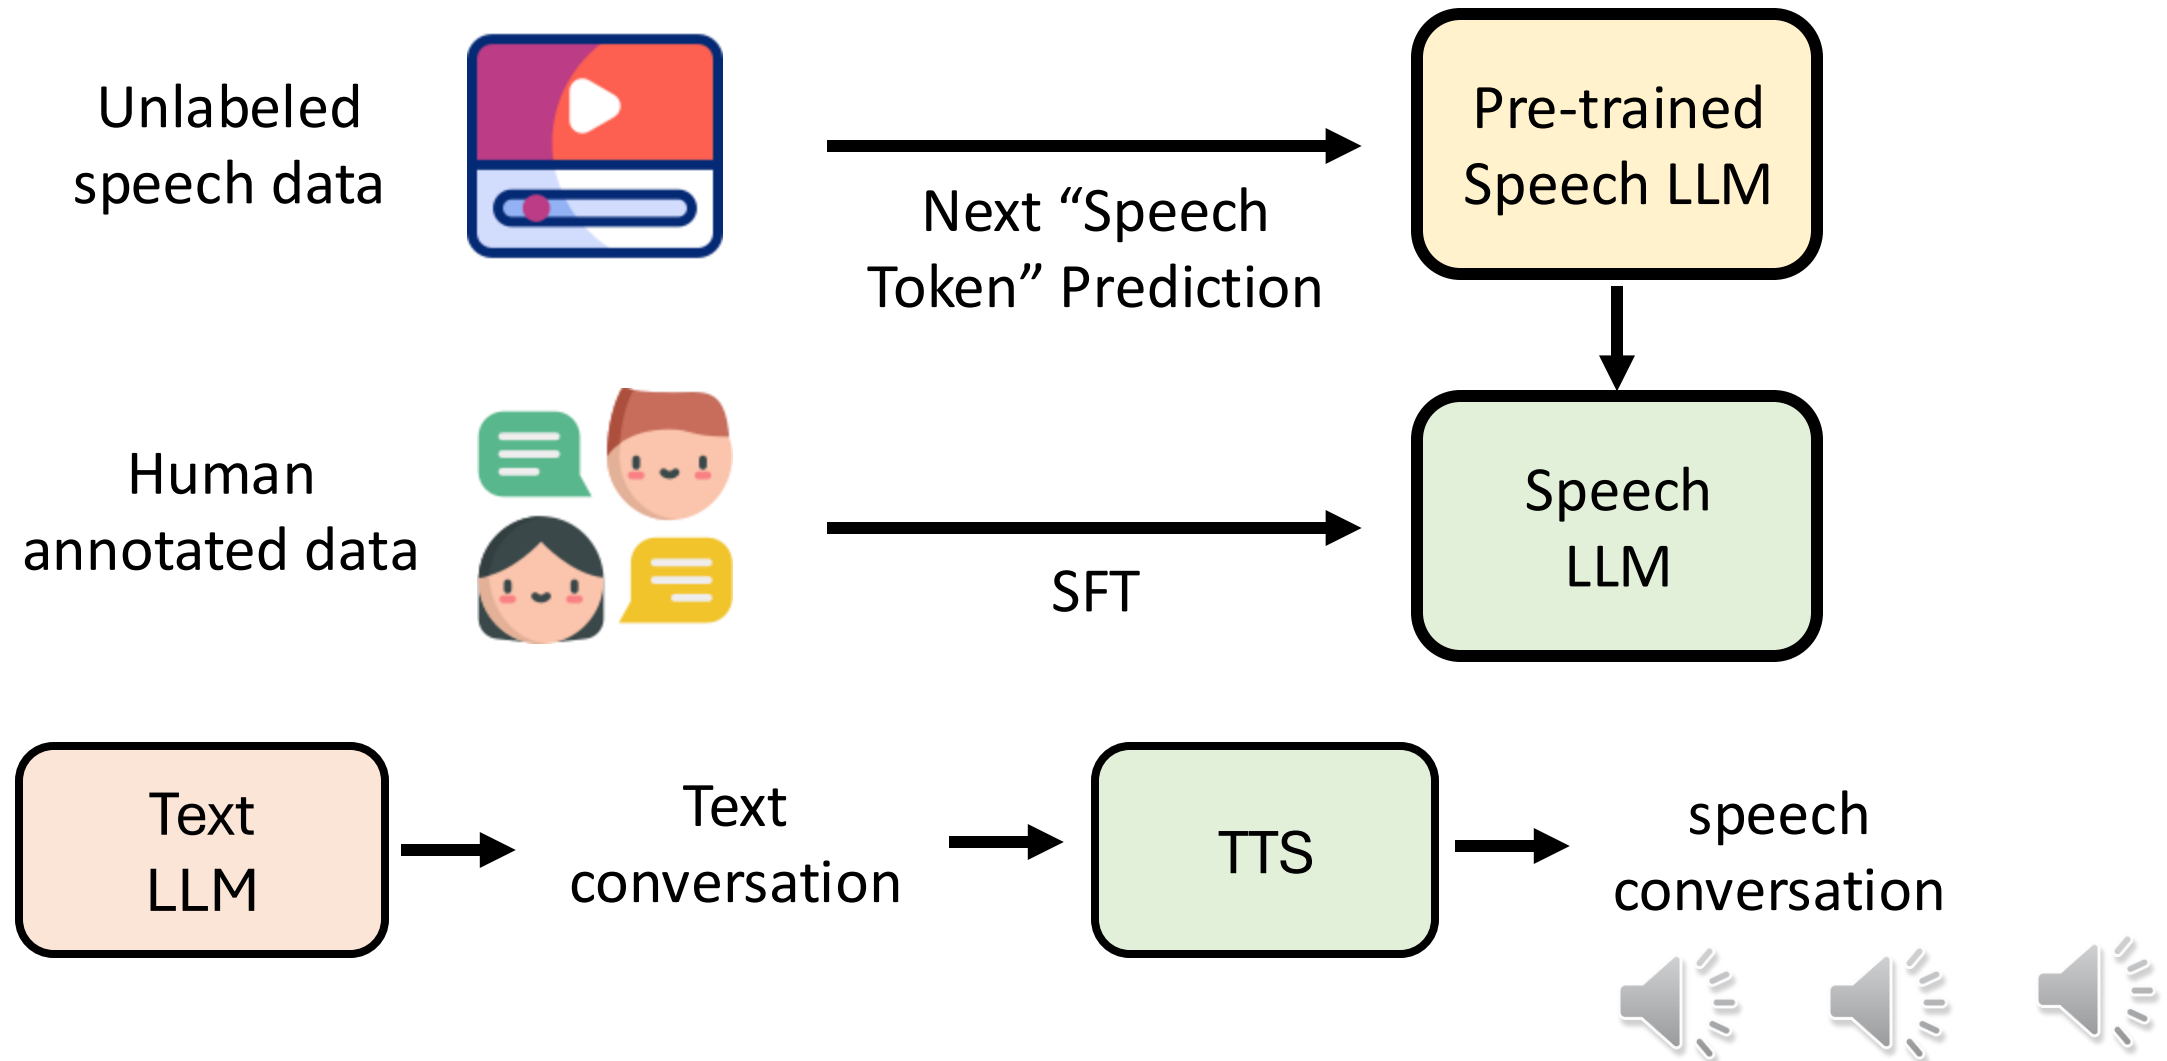 Unlabeled
speech data
Next “Speech
Token” Prediction
Pre-trained
Speech LLM
Human
annotated data
SFT
Speech
LLM
Text
LLM
Text
conversation
TTS
speech
conversation